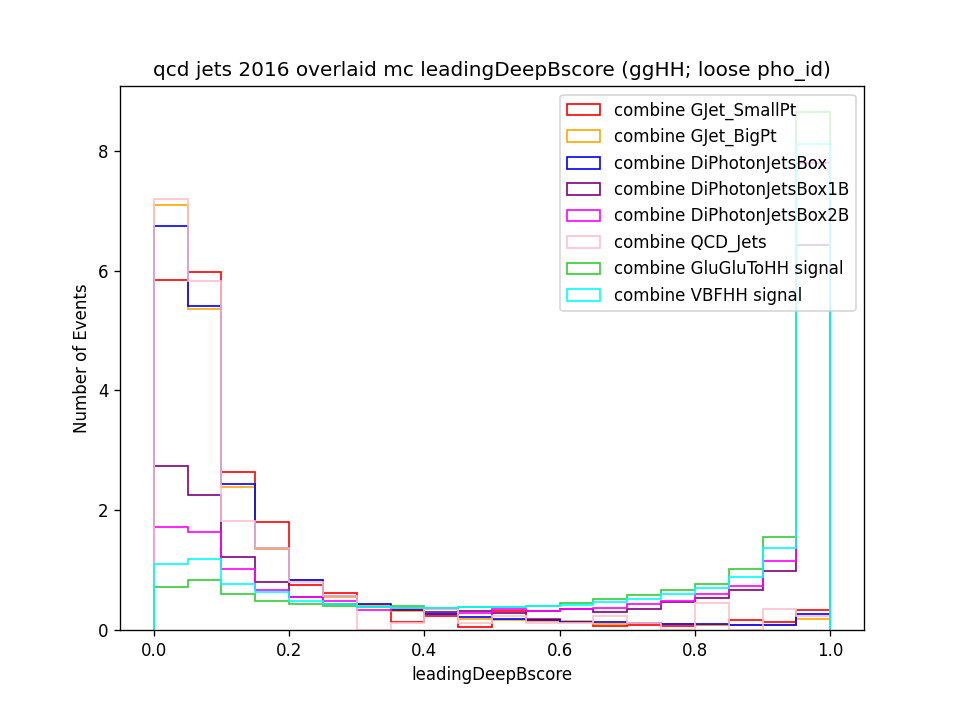 qcd jets 2016 overlaid mc leadingDeepBscore (ggHH; loose pho_id)
combine GJet_SmallPt
combine GJet_BigPt
combine DiPhotonJetsBox
combine DiPhotonJetsBox1B
combine DiPhotonJetsBox2B
combine QCD_Jets
combine GluGluToHH signal
combine VBFHH signal
Number of Events
8
6
4
2
0
0.0 0.2 0.4 0.6 0.8 1.0
leadingDeepBscore